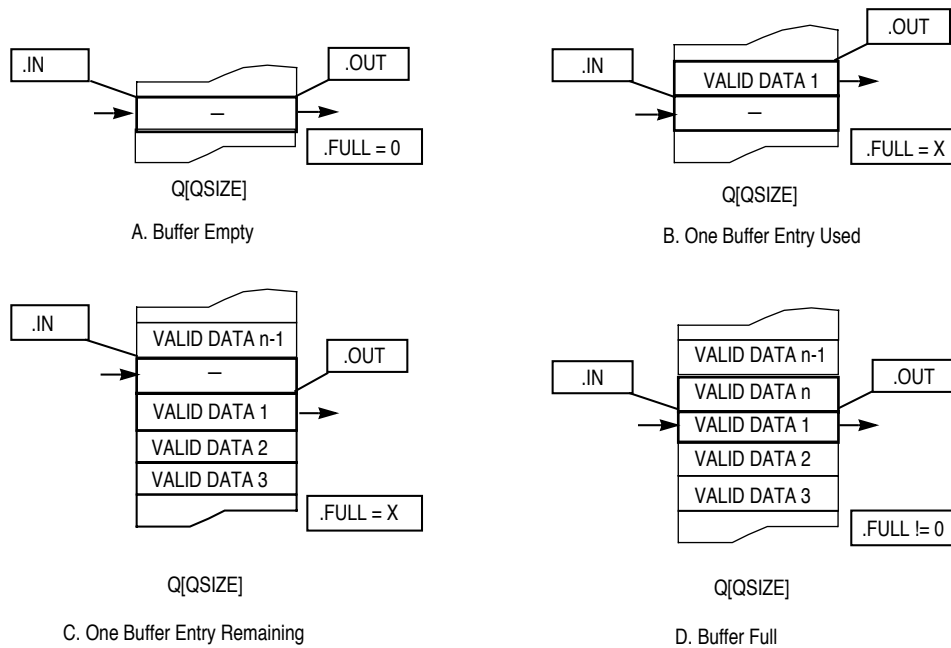 .IN
.OUT
–
.FULL = 0
Q[QSIZE]
A. Buffer Empty
.OUT
.IN
VALID DATA 1
–
.FULL = X
Q[QSIZE]
B. One Buffer Entry Used
.IN
VALID DATA n-1
.OUT
–
VALID DATA 1
VALID DATA 2
VALID DATA 3
.FULL = X
Q[QSIZE]
C. One Buffer Entry Remaining
VALID DATA n-1
.IN
.OUT
VALID DATA n
VALID DATA 1
VALID DATA 2
VALID DATA 3
.FULL != 0
Q[QSIZE]
D. Buffer Full